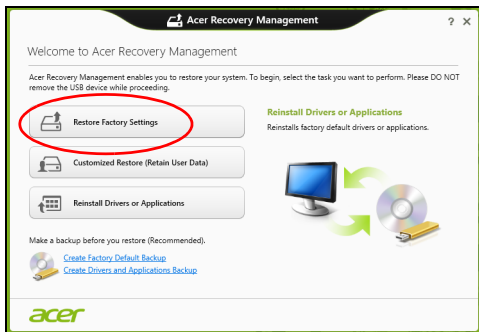 Acer Recovery Management
? X
Welcome to Acer Recovery Management
Acer Recovery Management enables you to restore your system. To begin, select the task you want to perform. Please DO NOT
remove the USB device while proceeding.
Restore Factory Settings
Customized Restore (Retain User Data)
Reinstall Drivers or Applications
Reinstall Drivers or Applications
Reinstalls factory default drivers or applications.
Make a backup before you restore (Recommended).
Create Factory Default Backup
Create Drivers and Applications Backup
acer